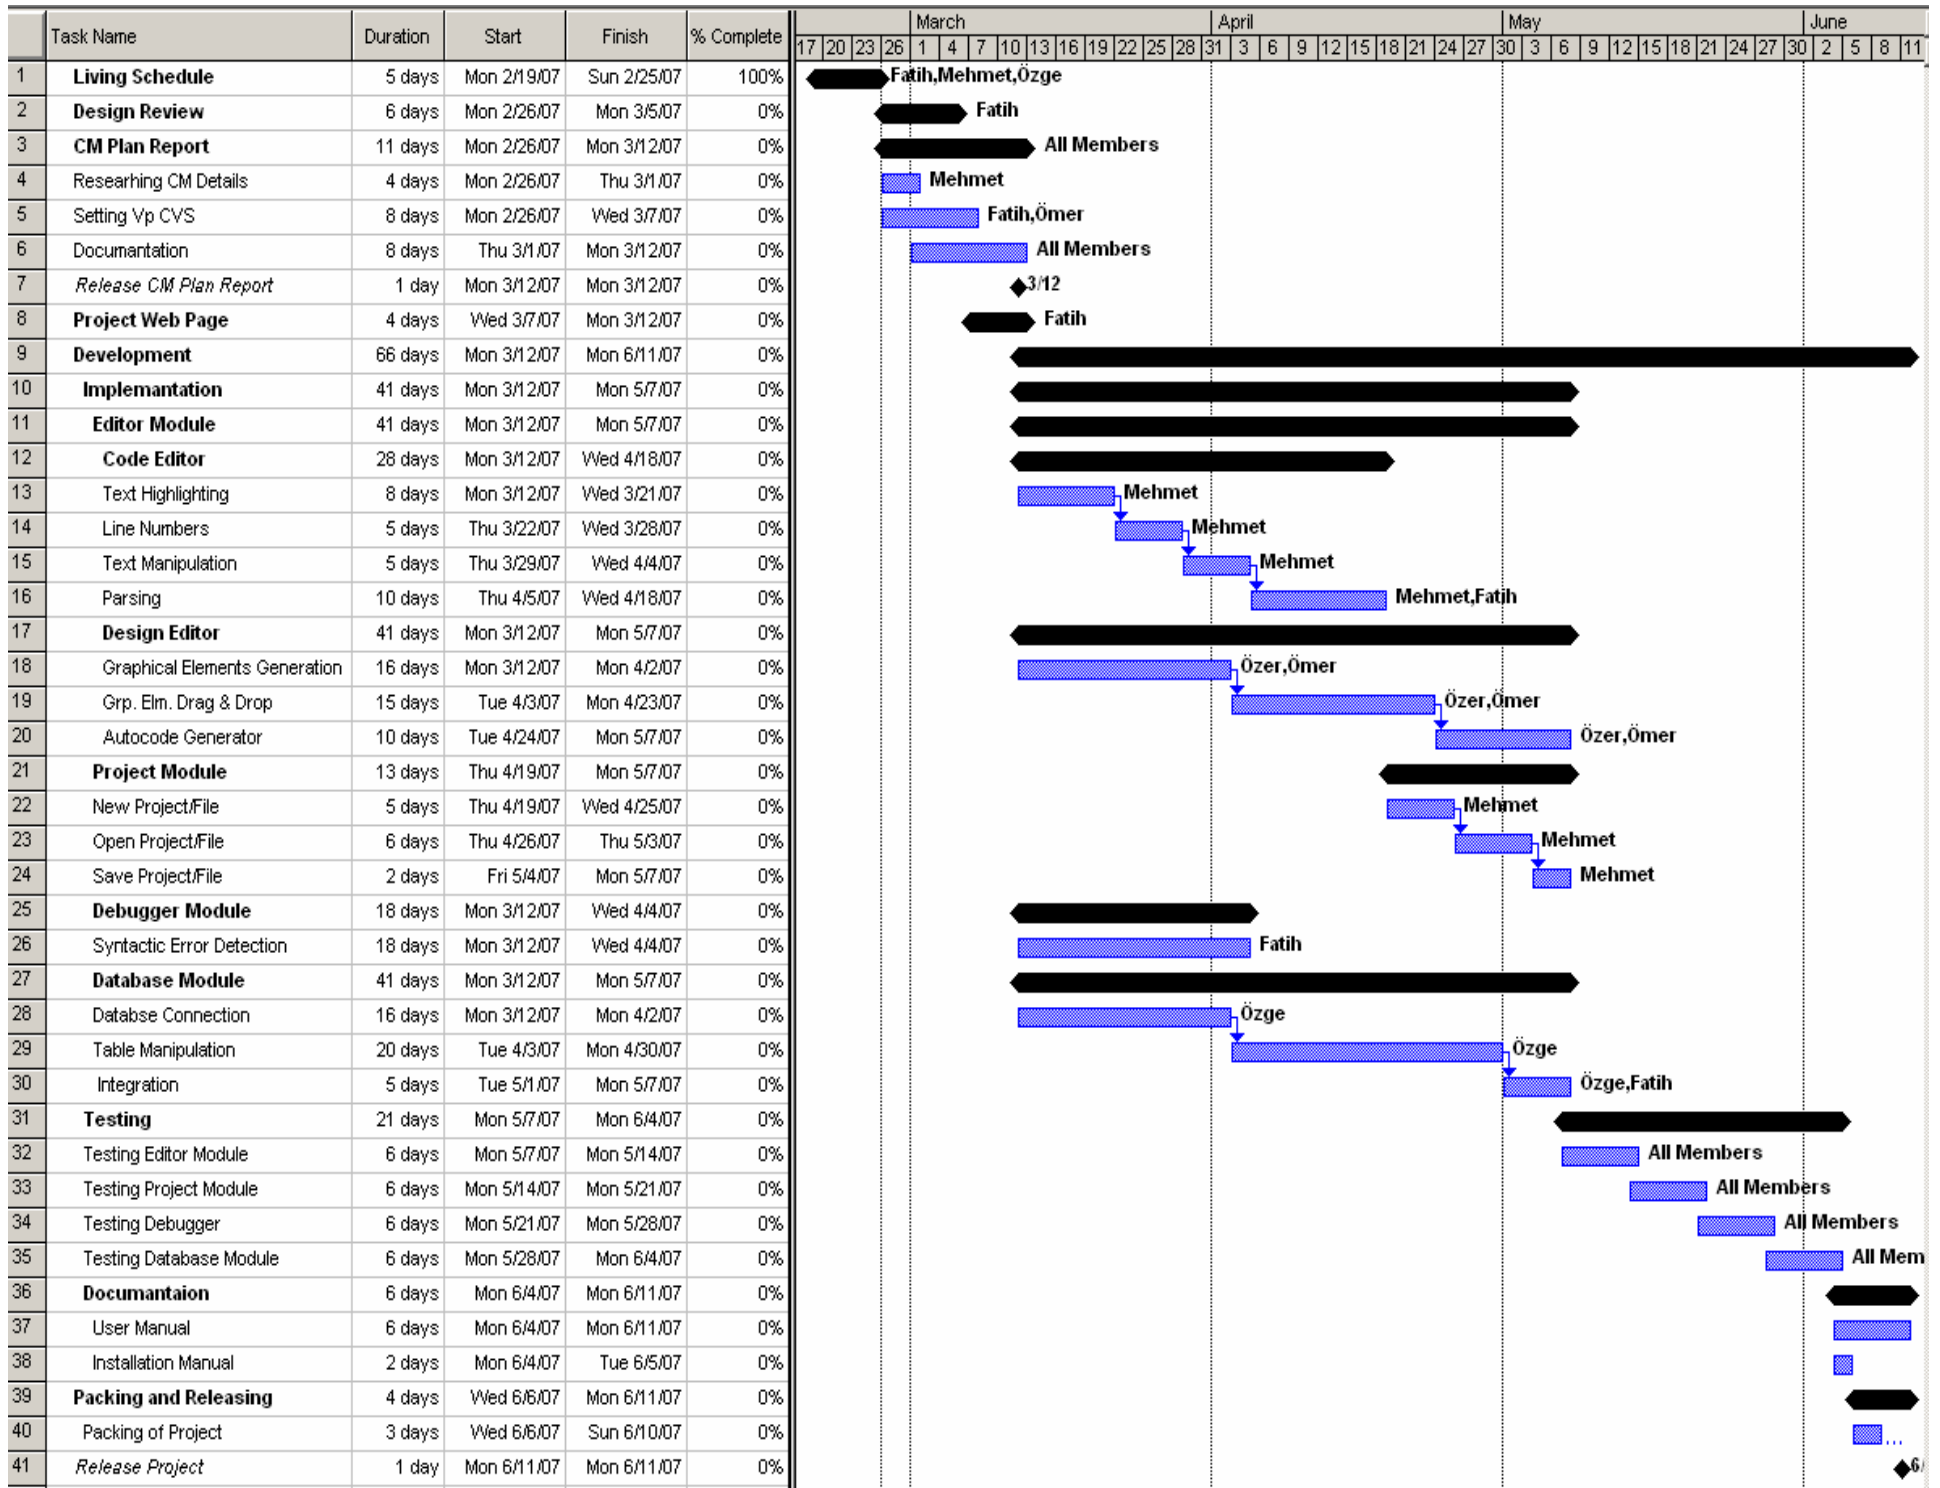 March April May June
Task Name Duration Start Finish % Complete 17 20 23 26 1 4 7 10 13 16 19 22 25 28 31 3 6 9 12 15 18 21 24 27 30 3 6 9 12 15 18 21 24 27 30 2 5 8 11
1 Living Schedule 5 days Mon 2/19/07 Sun 2/25/07 100% Fatih,Mehmet,Özge
2 Design Review 6 days Mon 2/26/07 Mon 3/5/07 0% Fatih
3 CM Plan Report 11 days Mon 2/26/07 Mon 3/12/07 0% All Members
4 Researhing CM Details 4 days Mon 2/26/07 Thu 3/1/07 0% Mehmet
5 Setting Vp CVS 8 days Mon 2/26/07 Wed 3/7/07 0% Fatih,Ömer
6 Documantation 8 days Thu 3/1/07 Mon 3/12/07 0% All Members
7 Release CM Plan Report 1 day Mon 3/12/07 Mon 3/12/07 0% 3/12
8 Project Web Page 4 days Wed 3/7/07 Mon 3/12/07 0% Fatih
9 Development 66 days Mon 3/12/07 Mon 6/11/07 0%
10 Implemantation 41 days Mon 3/12/07 Mon 5/7/07 0%
11 Editor Module 41 days Mon 3/12/07 Mon 5/7/07 0%
12 Code Editor 28 days Mon 3/12/07 Wed 4/18/07 0%
13 Text Highlighting 8 days Mon 3/12/07 Wed 3/21/07 0% Mehmet
14 Line Numbers 5 days Thu 3/22/07 Wed 3/28/07 0% Mehmet
15 Text Manipulation 5 days Thu 3/29/07 Wed 4/4/07 0% Mehmet
16 Parsing 10 days Thu 4/5/07 Wed 4/18/07 0% Mehmet,Fatih
17 Design Editor 41 days Mon 3/12/07 Mon 5/7/07 0%
18 Graphical Elements Generation 16 days Mon 3/12/07 Mon 4/2/07 0% Özer,Ömer
19 Grp. Elm. Drag & Drop 15 days Tue 4/3/07 Mon 4/23/07 0% Özer,Ömer
20 Autocode Generator 10 days Tue 4/24/07 Mon 5/7/07 0% Özer,Ömer
21 Project Module 13 days Thu 4/19/07 Mon 5/7/07 0%
22 New Project/File 5 days Thu 4/19/07 Wed 4/25/07 0% Mehmet
23 Open Project/File 6 days Thu 4/26/07 Thu 5/3/07 0% Mehmet
24 Save Project/File 2 days Fri 5/4/07 Mon 5/7/07 0% Mehmet
25 Debugger Module 18 days Mon 3/12/07 Wed 4/4/07 0%
26 Syntactic Error Detection 18 days Mon 3/12/07 Wed 4/4/07 0% Fatih
27 Database Module 41 days Mon 3/12/07 Mon 5/7/07 0%
28 Databse Connection 16 days Mon 3/12/07 Mon 4/2/07 0% Özge
29 Table Manipulation 20 days Tue 4/3/07 Mon 4/30/07 0% Özge
30 Integration 5 days Tue 5/1/07 Mon 5/7/07 0% Özge,Fatih
31 Testing 21 days Mon 5/7/07 Mon 6/4/07 0%
32 Testing Editor Module 6 days Mon 5/7/07 Mon 5/14/07 0% All Members
33 Testing Project Module 6 days Mon 5/14/07 Mon 5/21/07 0% All Members
34 Testing Debugger 6 days Mon 5/21/07 Mon 5/28/07 0% All Members
35 Testing Database Module 6 days Mon 5/28/07 Mon 6/4/07 0% All Mem
36 Documantaion 6 days Mon 6/4/07 Mon 6/11/07 0%
37 User Manual 6 days Mon 6/4/07 Mon 6/11/07 0%
38 Installation Manual 2 days Mon 6/4/07 Tue 6/5/07 0%
39 Packing and Releasing 4 days Wed 6/6/07 Mon 6/11/07 0%
40 Packing of Project 3 days Wed 6/6/07 Sun 6/10/07 0% ...
41 Release Project 1 day Mon 6/11/07 Mon 6/11/07 0% 6/